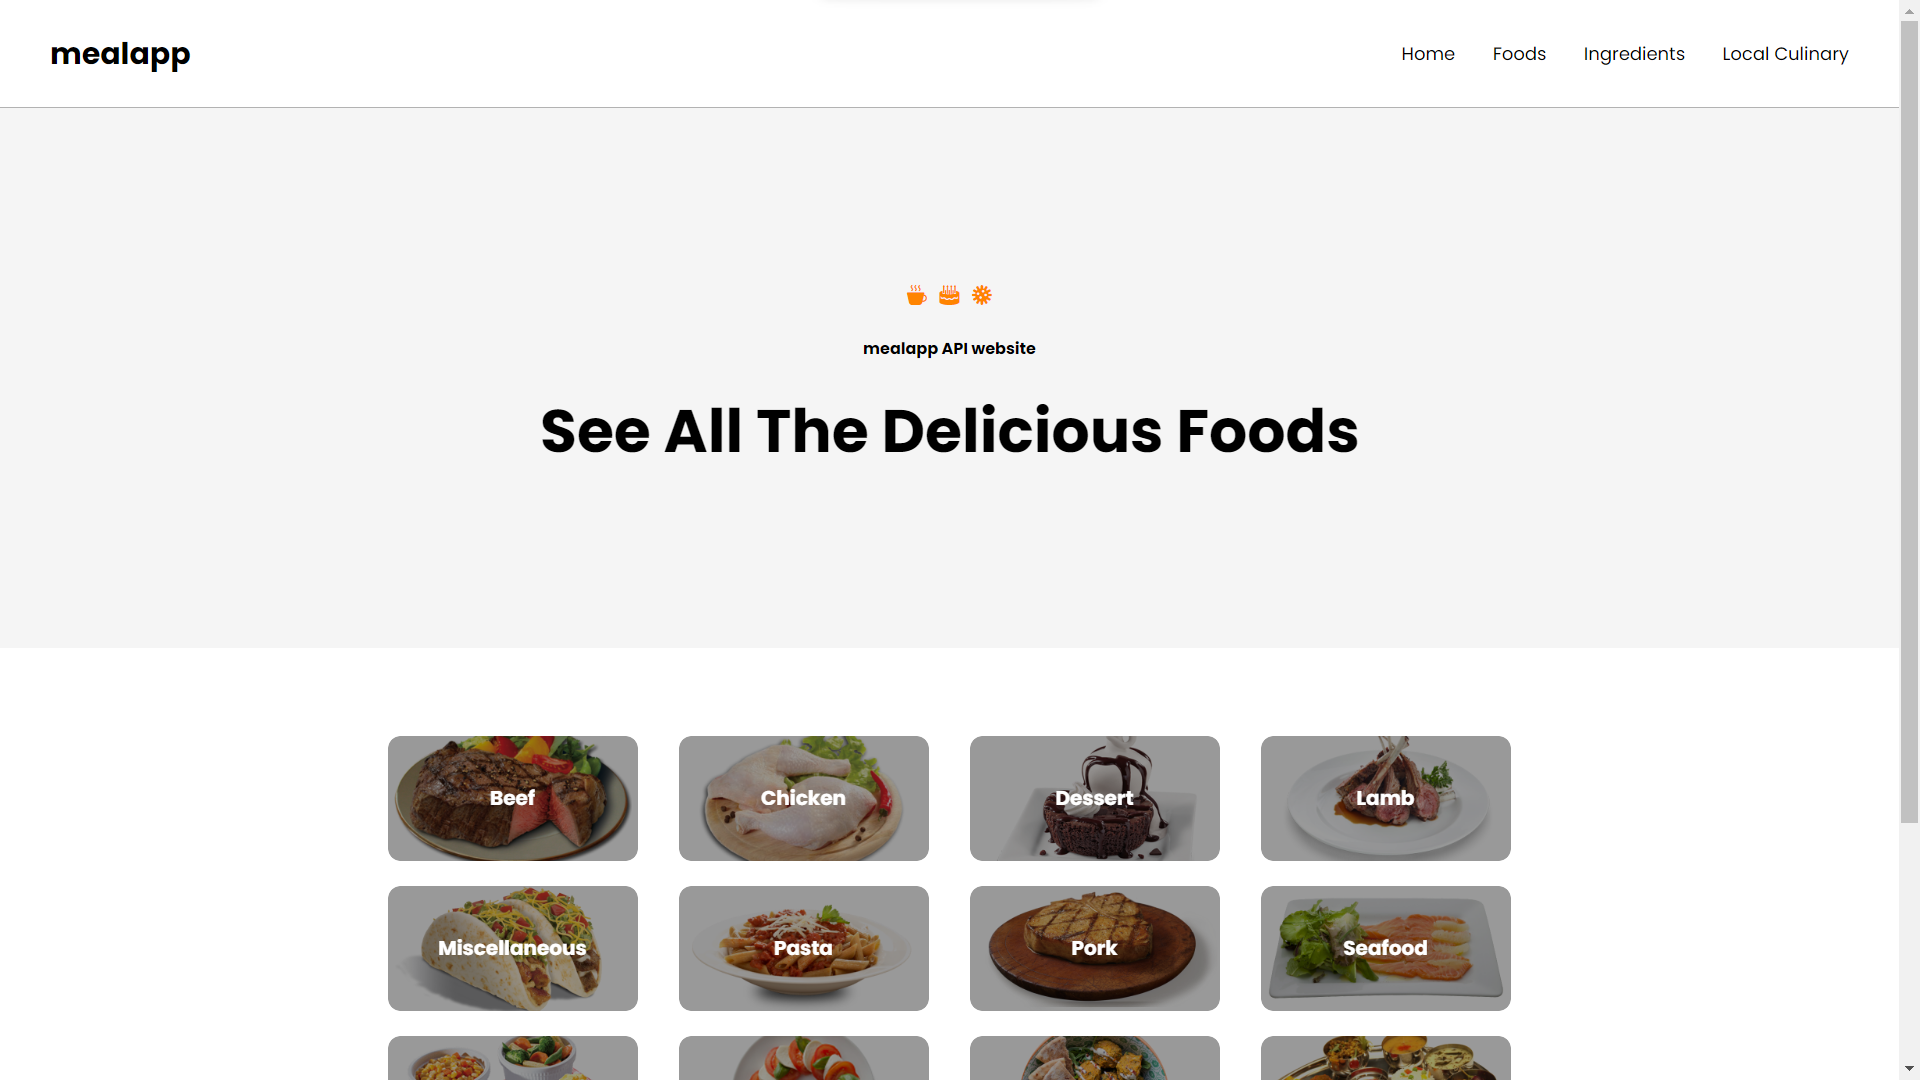 mealapp
Home
Foods
Ingredients
Local Culinary
mealapp API website
See All The Delicious Foods
Beef
Chicken
Dessert
Lamb
Miscellaneous
Pasta
Pork
Seafood